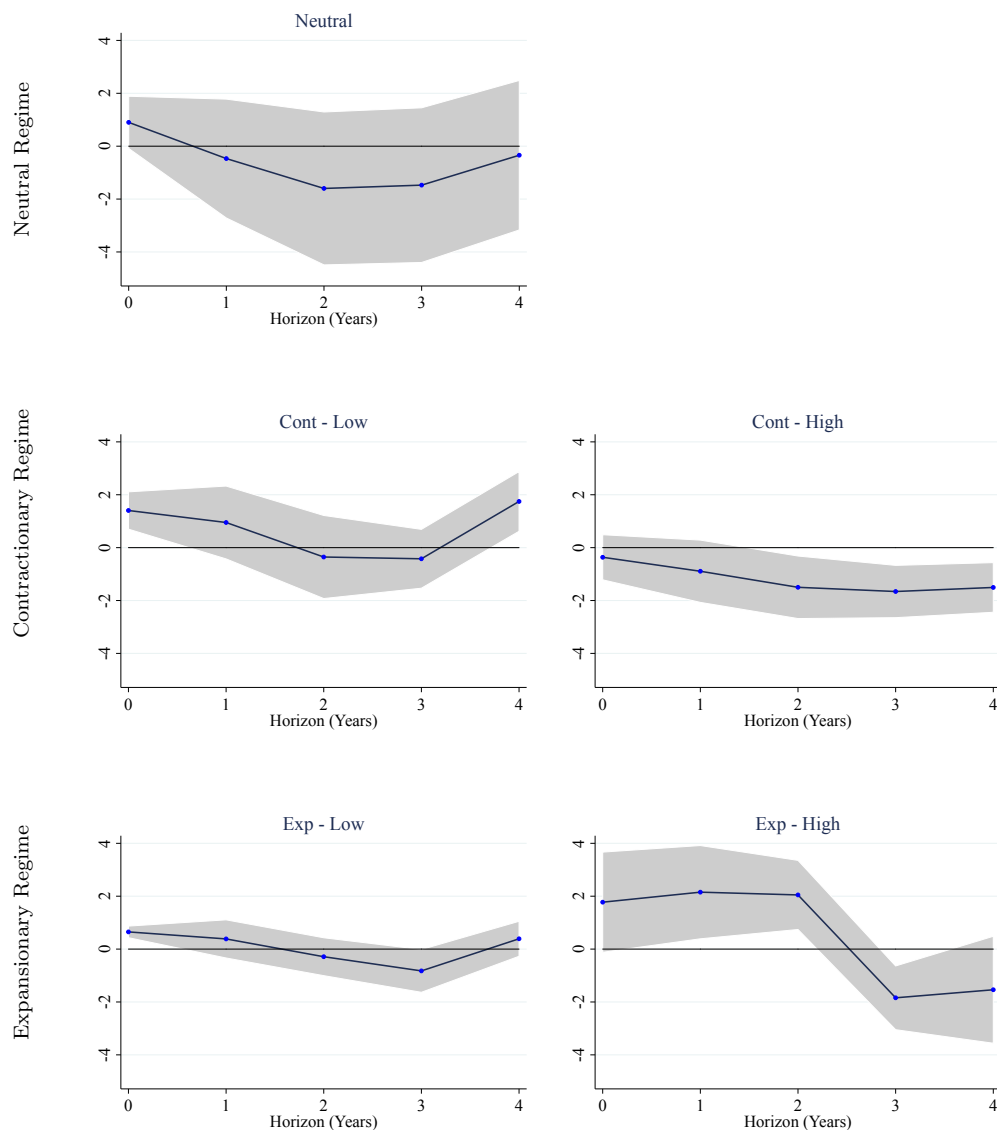 Neutral Regime
Neutral
4
2
0
-2
-4
0 1 2 3 4
Horizon (Years)
Contractionary Regime
Cont - Low
4
2
0
-2
-4
0 1 2 3 4
Horizon (Years)
Cont - High
4
2
0
-2
-4
0 1 2 3 4
Horizon (Years)
Expansionary Regime
Exp - Low
4
2
0
-2
-4
0 1 2 3 4
Horizon (Years)
Exp - High
4
2
0
-2
-4
0 1 2 3 4
Horizon (Years)